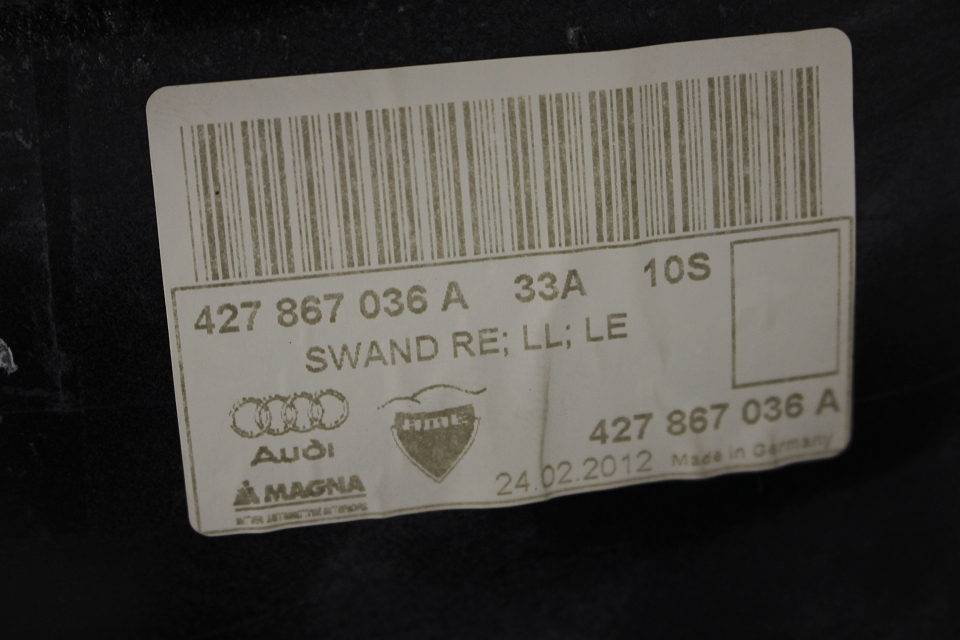 427 867 036 A 33A 10S
SWAND RE; LL; LE
Audi
HME
427 867 036 A
MAGNA
24.02.2012 Made in Germany